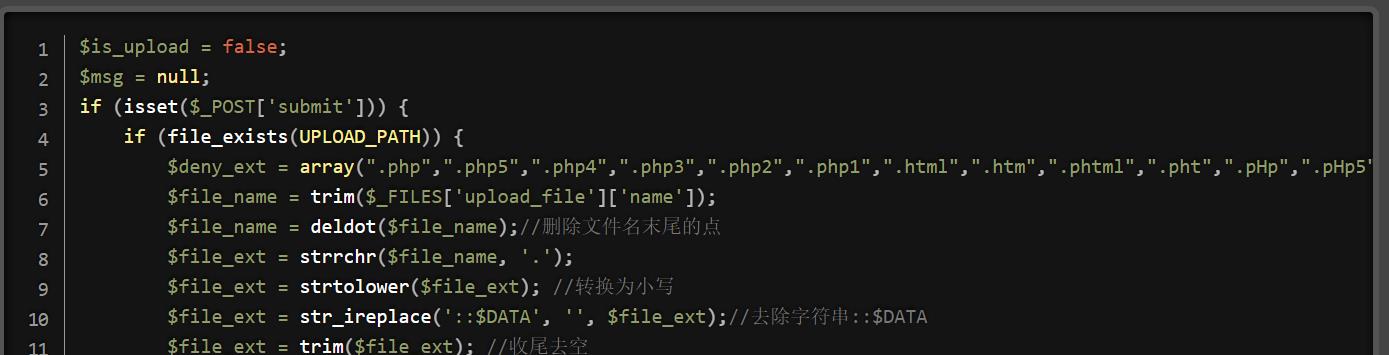 1 $is_upload = false;
2 $msg = null;
3 if (isset($_POST['submit'])) {
4 if (file_exists(UPLOAD_PATH)) {
5 $deny_ext = array(".php",".php5",".php4",".php3",".php2",".php1",".html",".htm",".phtml",".pht",".pHp",".pHp5"
6 $file_name = trim($_FILES['upload_file']['name']);
7 $file_name = deldot($file_name);//删除文件名末尾的点
8 $file_ext = strrchr($file_name, '.');
9 $file_ext = strtolower($file_ext); //转换为小写
10 $file_ext = str_ireplace('::$DATA', '', $file_ext);//去除字符串::$DATA
11 $file_ext = trim($file_ext); //收尾去空